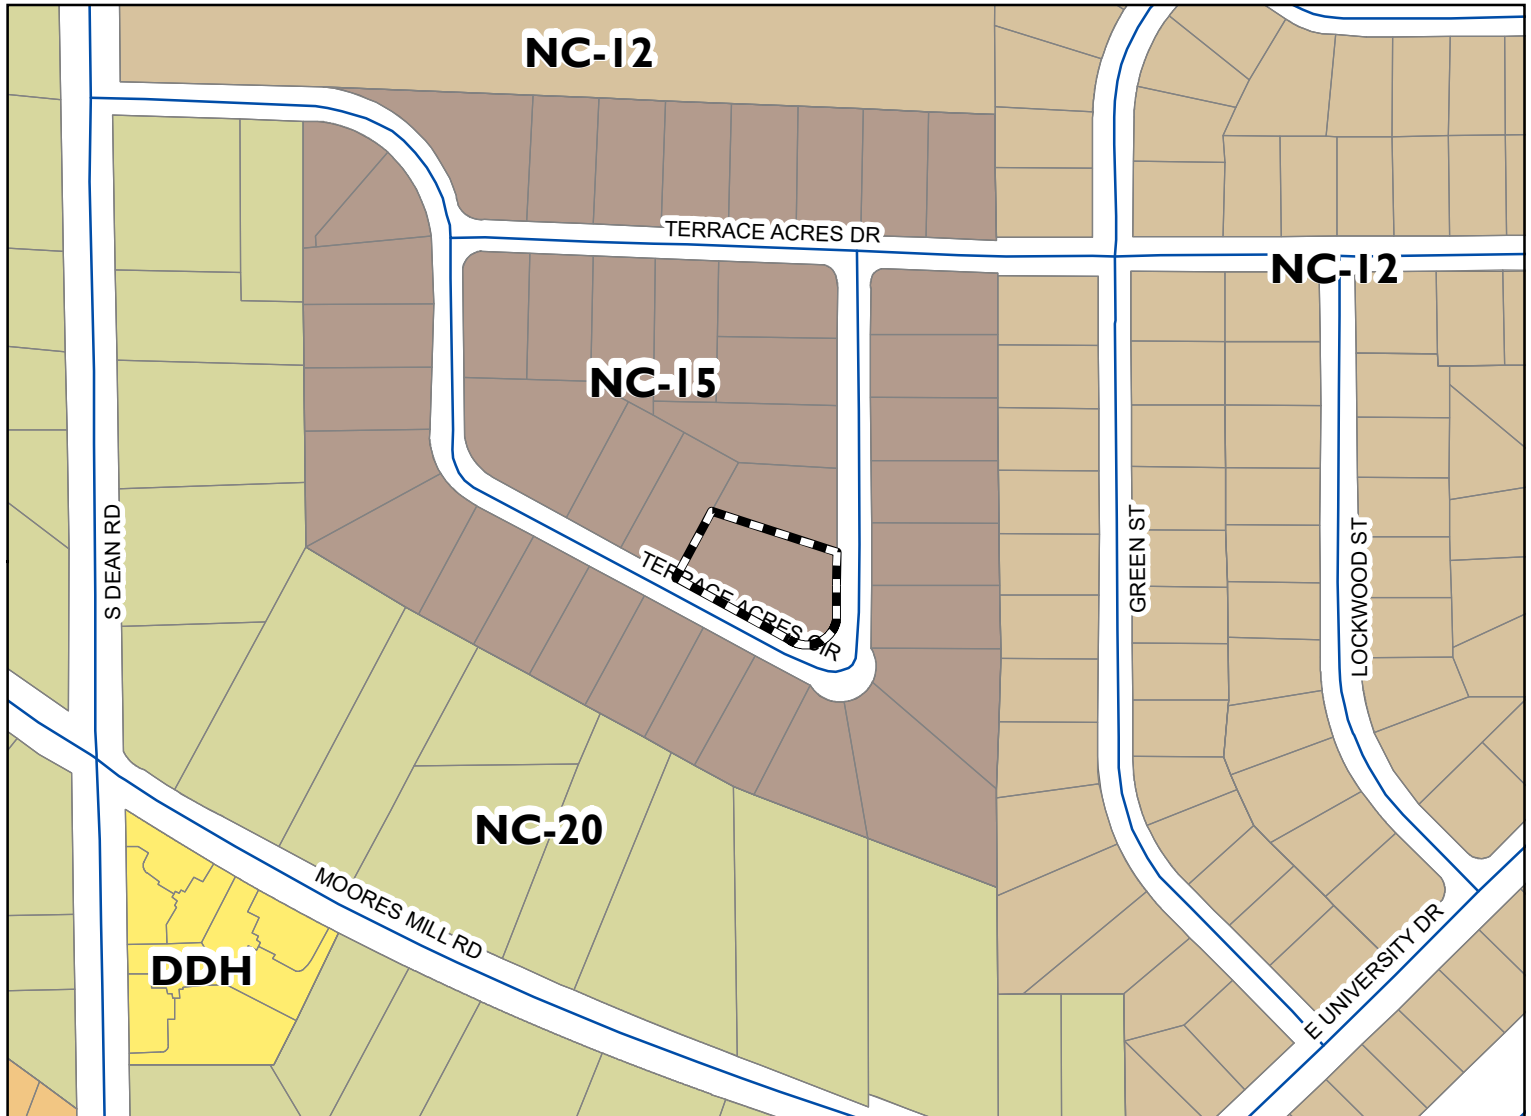 NC-12
TERRACE ACRES DR
NC-12
NC-15
S DEAN RD
GREEN ST
LOCKWOOD ST
TERRACE ACRES CIR
NC-20
MOORES MILL RD
E UNIVERSITY DR
DDH